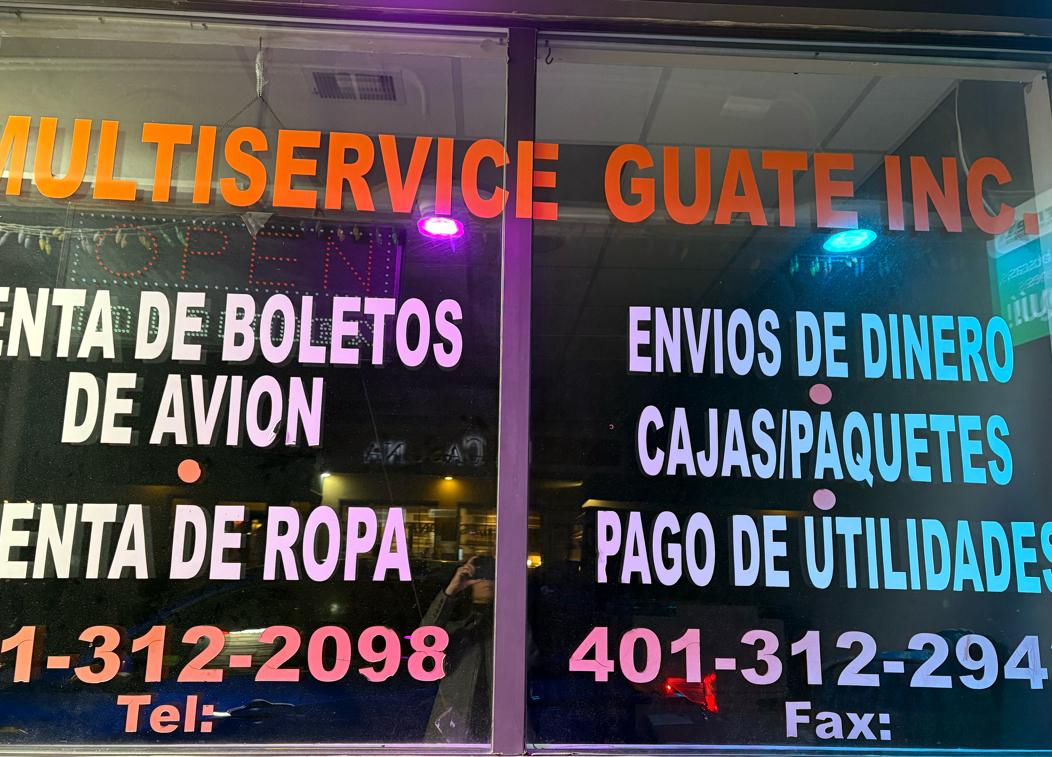 MULTISERVICE GUATE INC.
OPEN
ENTA DE BOLETOS
DE AVION
ENTA DE ROPA
1-312-2098
Tel:
ENVIOS DE DINERO
CAJAS/PAQUETES
PAGO DE UTILIDADES
401-312-294
Fax: